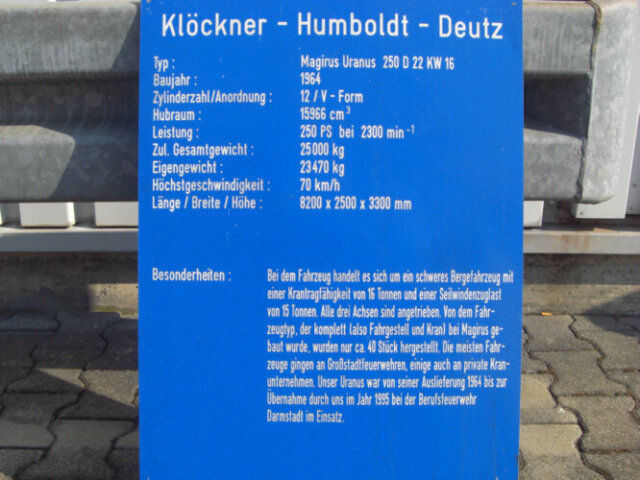 Klöckner - Humboldt - Deutz
Typ : Magirus Uranus 250 D 22 KW 16
Baujahr : 1964
Zylinderzahl/Anordnung : 12 / V - Form
Hubraum : 15966 cm³
Leistung : 250 PS bei 2300 min⁻¹
Zul. Gesamtgewicht : 25000 kg
Eigengewicht : 23470 kg
Höchstgeschwindigkeit : 70 km/h
Länge / Breite / Höhe : 8200 x 2500 x 3300 mm
Besonderheiten : Bei dem Fahrzeug handelt es sich um ein schweres Bergefahrzeug mit
einer Krantragfähigkeit von 16 Tonnen und einer Seilwindenzuglast
von 15 Tonnen. Alle drei Achsen sind angetrieben. Von dem Fahr-
zeugtyp, der komplett (also Fahrgestell und Kran) bei Magirus ge-
baut wurde, wurden nur ca. 40 Stück hergestellt. Die meisten Fahr-
zeuge gingen an Großstadtfeuerwehren, einige auch an private Kran-
unternehmen. Unser Uranus war von seiner Auslieferung 1964 bis zur
Übernahme durch uns im Jahr 1995 bei der Berufsfeuerwehr
Darmstadt im Einsatz.